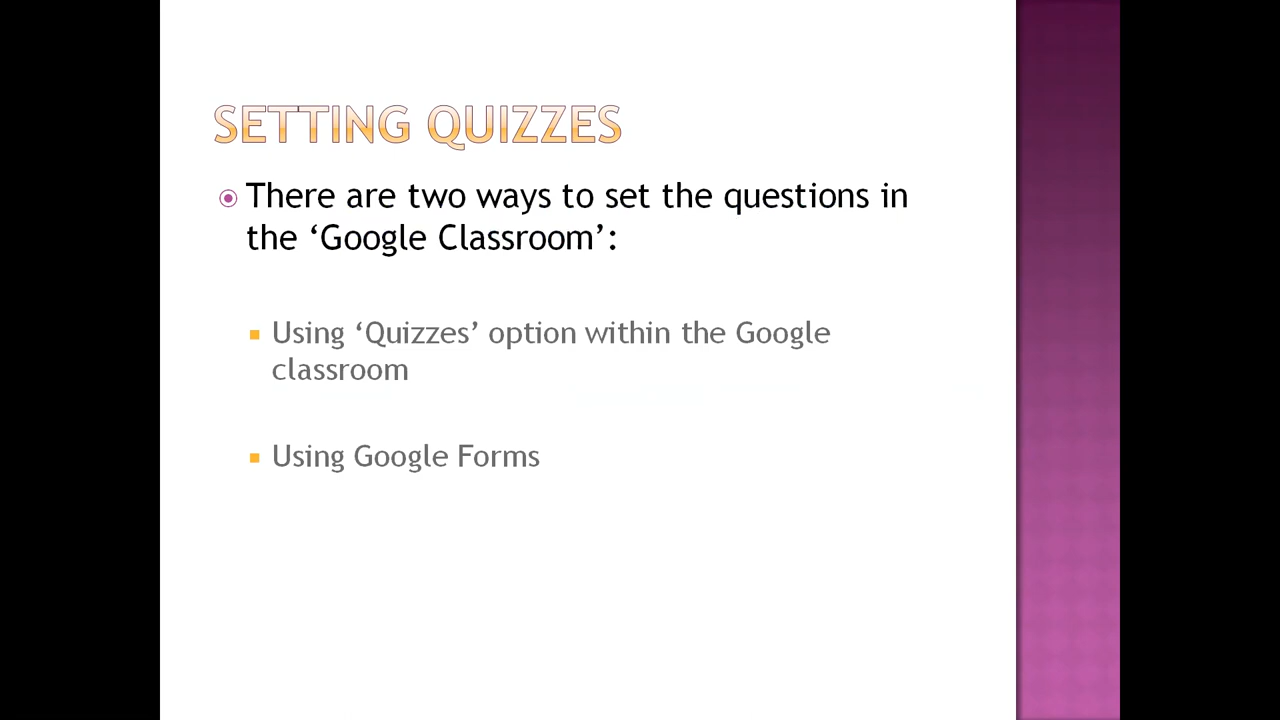 SETTING QUIZZES
There are two ways to set the questions in
the ‘Google Classroom’:
Using ‘Quizzes’ option within the Google
classroom
Using Google Forms